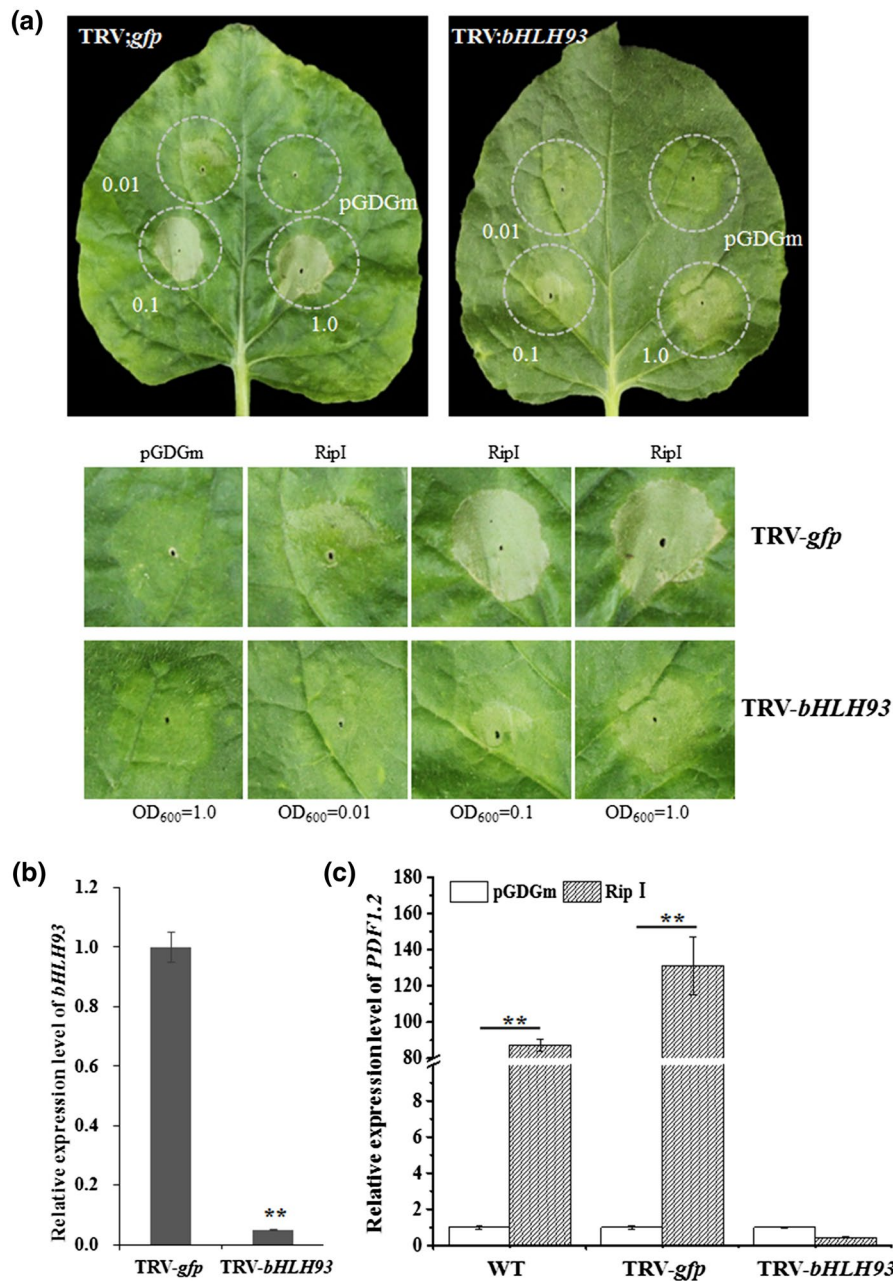 (a)
TRV;gfp
TRV:bHLH93
0.01
pGDGm
0.1
1.0
0.01
pGDGm
0.1
1.0
pGDGm RipI RipI RipI
TRV-gfp
TRV-bHLH93
OD600=1.0 OD600=0.01 OD600=0.1 OD600=1.0
(b)
Relative expression level of bHLH93
1.2
1.0
0.8
0.6
0.4
0.2
0.0
**
TRV-gfp TRV-bHLH93
(c)
Relative expression level of PDF1.2
180
160
140
120
100
80
8
6
4
2
0
pGDGm Rip I
**
**
WT TRV-gfp TRV-bHLH93